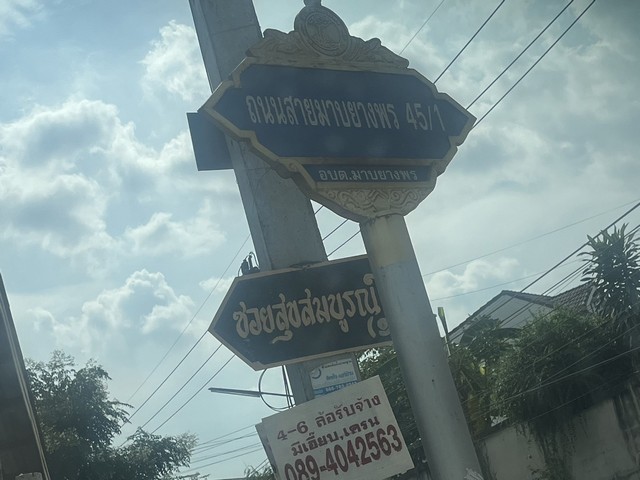 ถนนสายมาบยางพร 45/1
อบต.มาบยางพร
ซอยสุขสมบูรณ์
4-6 ล้อรับจ้าง
มีเฮี๊ยบ,เครน
089-4042563